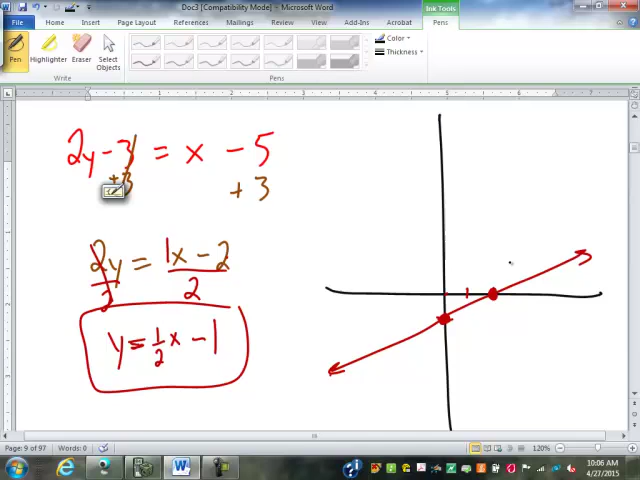 Doc3 [Compatibility Mode] - Microsoft Word
Ink Tools
File Home Insert Page Layout References Mailings Review View Add-Ins Acrobat Pens
Pen Highlighter Eraser Select Objects
Color
Thickness
Write
Pens
2y - 3 = x - 5
+3 +3
2y = 1x - 2
2 2
y = 1/2 x - 1
Page: 9 of 97 Words: 0 120%
10:06 AM
4/27/2015